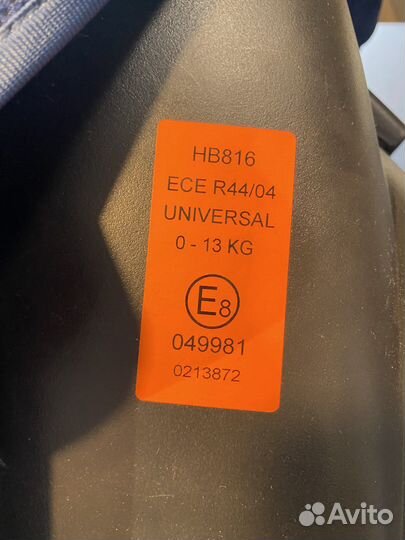 HB816
ECE R44/04
UNIVERSAL
0 - 13 KG
E8
049981
0213872
Avito